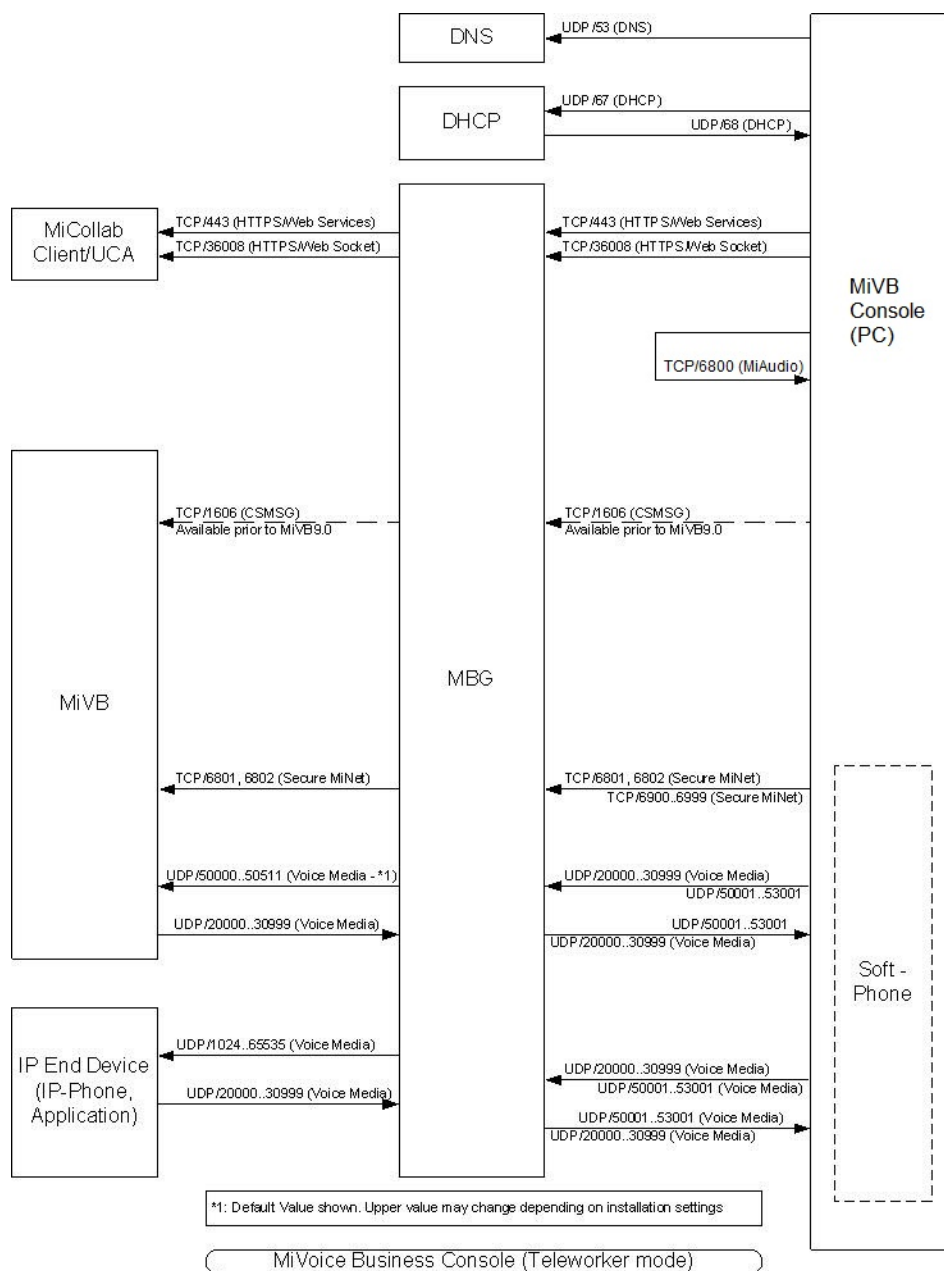 DNS
UDP/53 (DNS)
DHCP
UDP/67 (DHCP)
UDP/68 (DHCP)
MiCollab
Client/UCA
TCP/443 (HTTPS/Web Services)
TCP/36008 (HTTPS/Web Socket)
TCP/443 (HTTPS/Web Services)
TCP/36008 (HTTPS/Web Socket)
MiVB
Console
(PC)
TCP/6800 (MiAudio)
TCP/1606 (CSMSG)
Available prior to MiVB9.0
TCP/1606 (CSMSG)
Available prior to MiVB9.0
MiVB
MBG
TCP/6801, 6802 (Secure MiNet)
TCP/6801, 6802 (Secure MiNet)
TCP/6900..6999 (Secure MiNet)
UDP/50000..50511 (Voice Media - *1)
UDP/20000..30999 (Voice Media)
UDP/50001..53001
UDP/20000..30999 (Voice Media)
UDP/50001..53001
UDP/20000..30999 (Voice Media)
Soft -
Phone
IP End Device
(IP-Phone,
Application)
UDP/1024..65535 (Voice Media)
UDP/20000..30999 (Voice Media)
UDP/20000..30999 (Voice Media)
UDP/50001..53001 (Voice Media)
UDP/50001..53001 (Voice Media)
UDP/20000..30999 (Voice Media)
*1: Default Value shown. Upper value may change depending on installation settings
MiVoice Business Console (Teleworker mode)